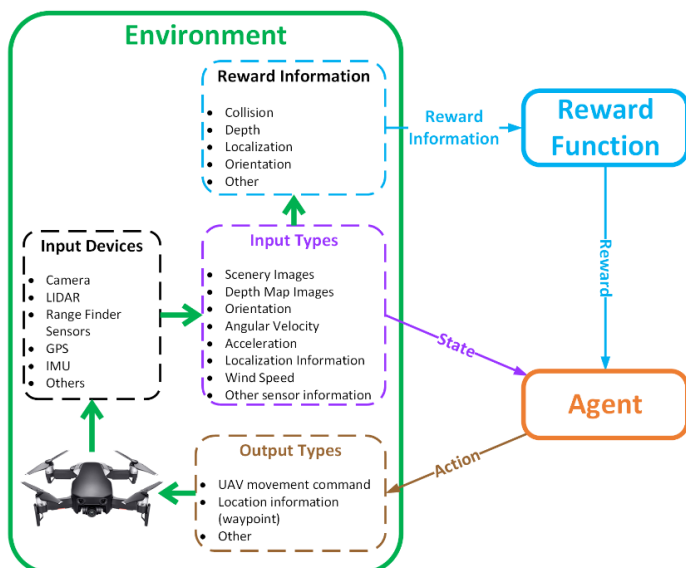 Environment
Reward Information
Collision
Depth
Localization
Orientation
Other
Reward
Information
Reward
Function
Reward
Input Devices
Camera
LIDAR
Range Finder
Sensors
GPS
IMU
Others
Input Types
Scenery Images
Depth Map Images
Orientation
Angular Velocity
Acceleration
Localization Information
Wind Speed
Other sensor information
State
Agent
Action
Output Types
UAV movement command
Location information
(waypoint)
Other